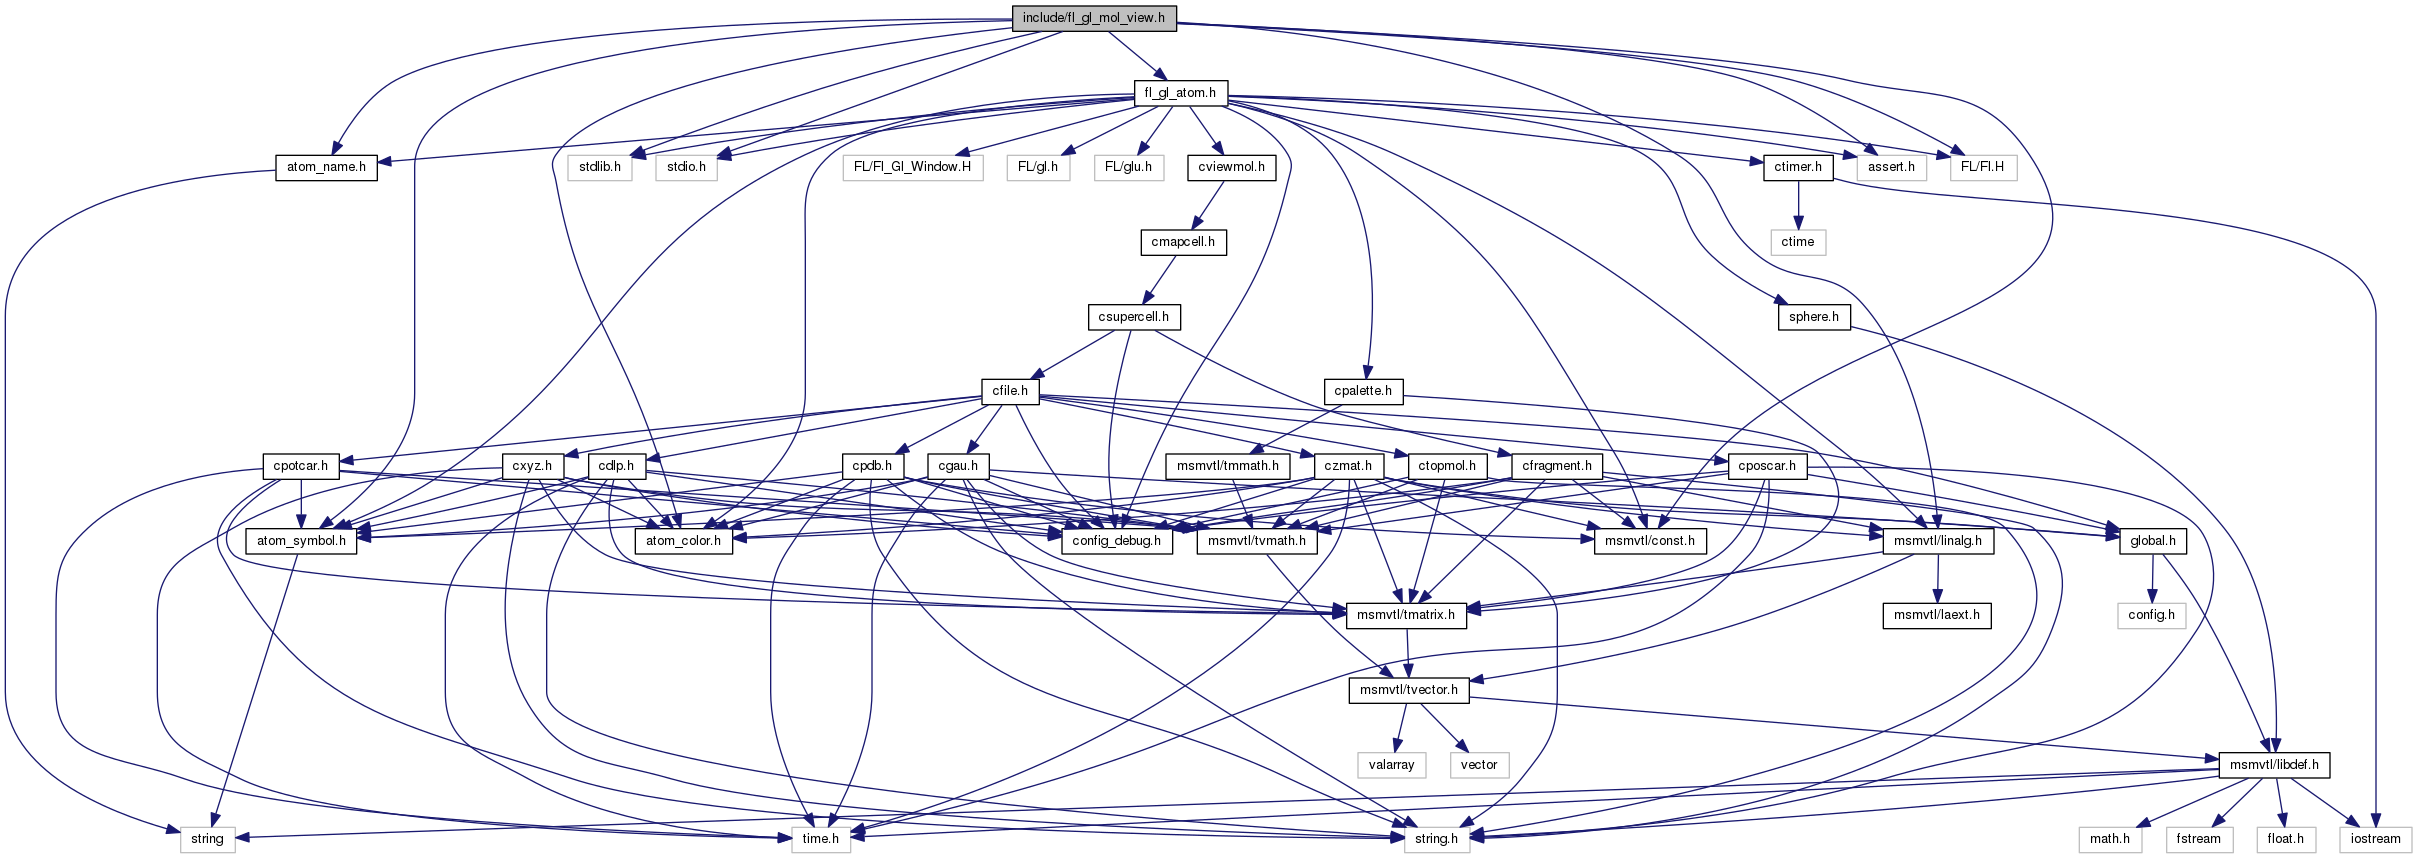 include/fl_gl_mol_view.h
fl_gl_atom.h
atom_name.h
stdlib.h
stdio.h
FL/Fl_Gl_Window.H
FL/gl.h
FL/glu.h
cviewmol.h
ctimer.h
assert.h
FL/Fl.H
cmapcell.h
ctime
csupercell.h
sphere.h
cfile.h
cpalette.h
cpotcar.h
cxyz.h
cdlp.h
cpdb.h
cgau.h
msmvtl/tmmath.h
czmat.h
ctopmol.h
cfragment.h
cposcar.h
atom_symbol.h
atom_color.h
config_debug.h
msmvtl/tvmath.h
msmvtl/const.h
msmvtl/linalg.h
global.h
msmvtl/tmatrix.h
msmvtl/laext.h
config.h
msmvtl/tvector.h
valarray
vector
msmvtl/libdef.h
string
time.h
string.h
math.h
fstream
float.h
iostream